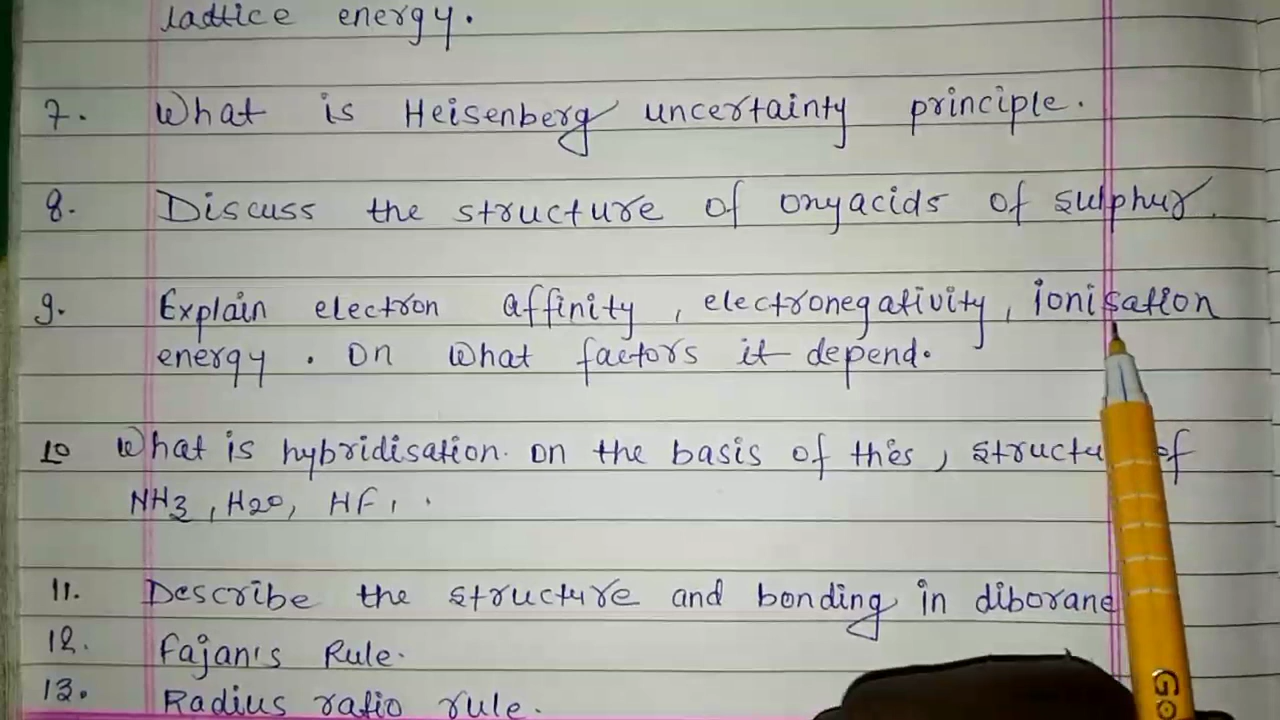 lattice energy.
7. What is Heisenberg uncertainty principle.
8. Discuss the structure of oxyacids of sulphur.
9. Explain electron affinity, electronegativity, ionisation
energy. On what factors it depend.
10 What is hybridisation. On the basis of this, of
NH3, H2O, HF,.
11. Describe the structure and bonding in diborane
12. Fajan's Rule.
13. Radius ratio rule.
GO